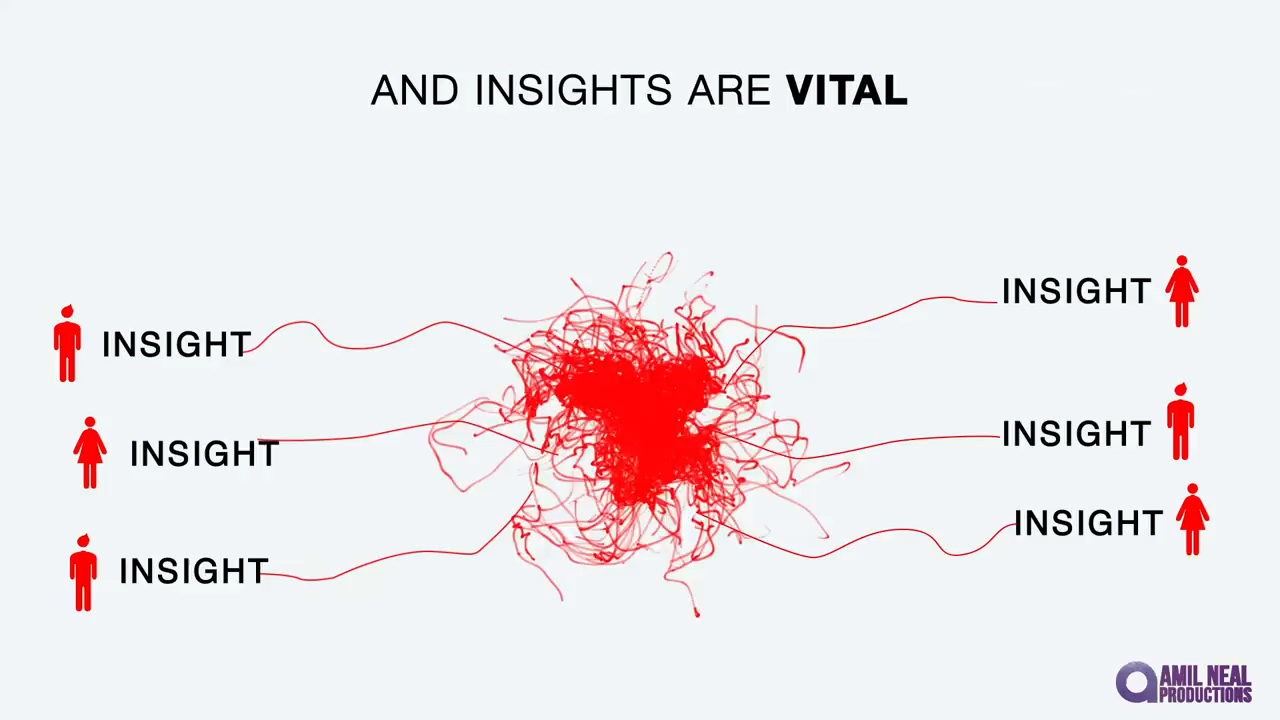 AND INSIGHTS ARE VITAL
INSIGHT
INSIGHT
INSIGHT
INSIGHT
INSIGHT
INSIGHT
AMIL NEAL
PRODUCTIONS